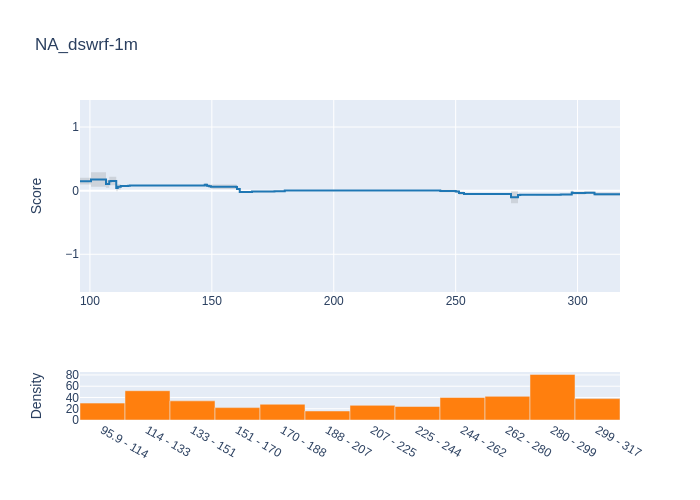 NA_dswrf-1m
Score
1
0
−1
100
150
200
250
300
Density
80
60
40
20
0
95.9 - 114
114 - 133
133 - 151
151 - 170
170 - 188
188 - 207
207 - 225
225 - 244
244 - 262
262 - 280
280 - 299
299 - 317